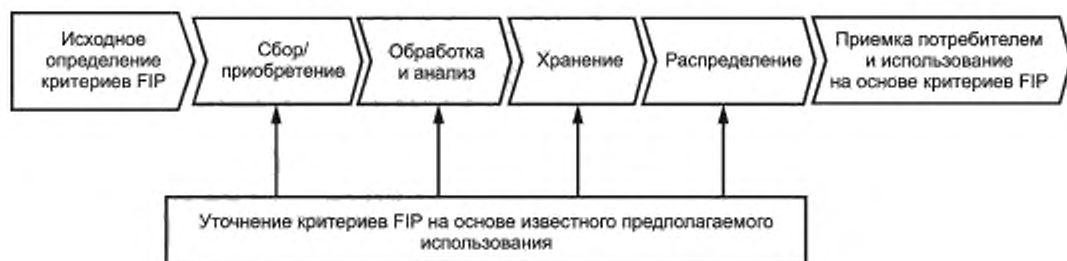 Исходное
определение
критериев FIP
Сбор/
приобретение
Обработка
и анализ
Хранение
Распределение
Приемка потребителем
и использование
на основе критериев FIP
Уточнение критериев FIP на основе известного предполагаемого
использования